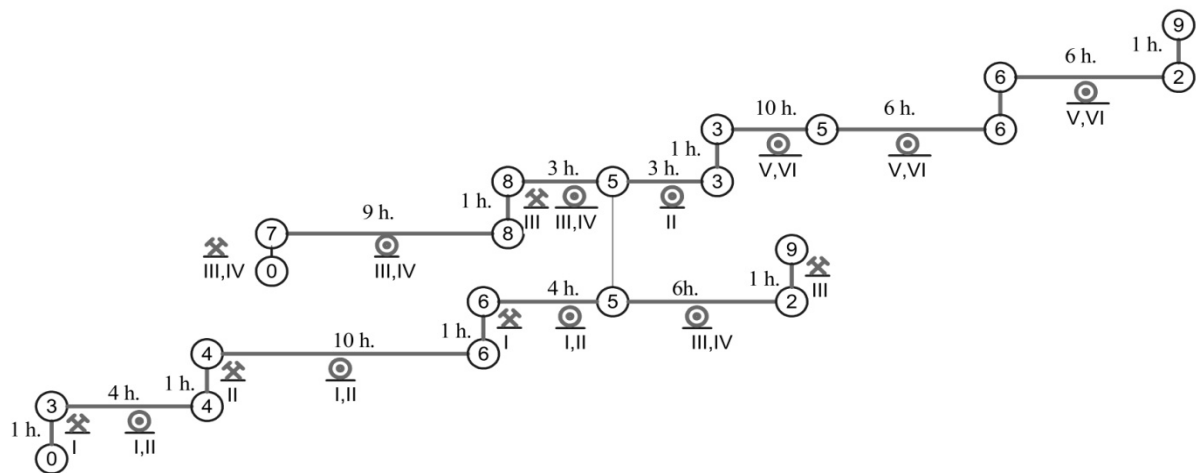 9
1 h.
6 h.
6
2
V,VI
10 h.
6 h.
3
5
6
1 h.
V,VI
V,VI
3 h.
3 h.
8
5
3
1 h.
III
III,IV
II
9 h.
7
8
III,IV
0
III,IV
9
4 h.
6h.
1 h.
III
6
5
2
1 h.
I
I,II
III,IV
10 h.
4
6
1 h.
II
I,II
4 h.
3
4
1 h.
I
I,II
0